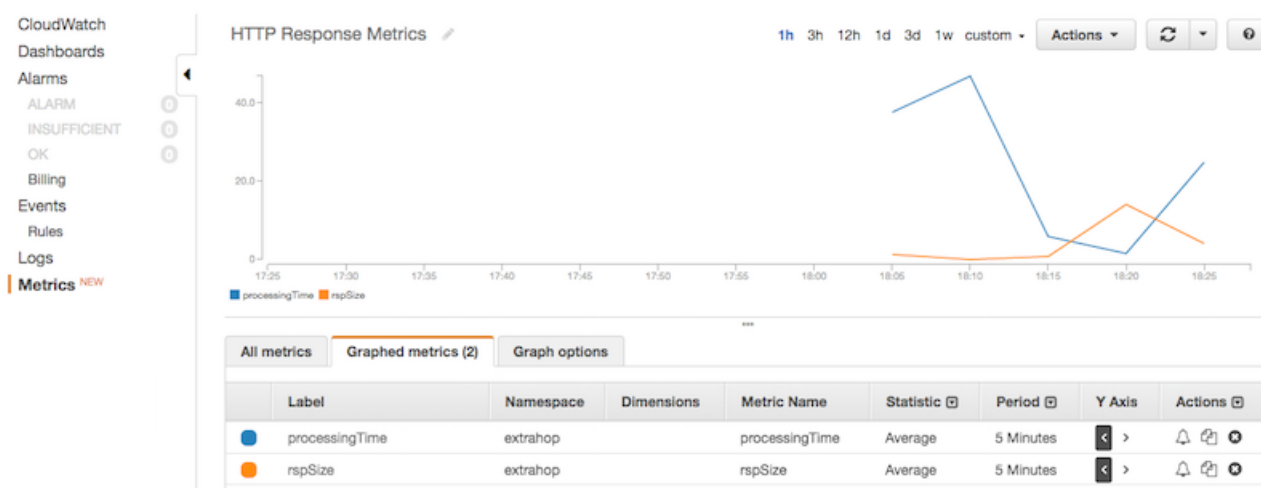 CloudWatch
Dashboards
Alarms
ALARM 0
INSUFFICIENT 0
OK 0
Billing
Events
Rules
Logs
Metrics NEW
HTTP Response Metrics
1h 3h 12h 1d 3d 1w custom Actions
40.0
20.0
0
17:25 17:30 17:35 17:40 17:45 17:50 17:55 18:00 18:05 18:10 18:15 18:20 18:25
processingTime rspSize
All metrics Graphed metrics (2) Graph options
Label Namespace Dimensions Metric Name Statistic Period Y Axis Actions
processingTime extrahop processingTime Average 5 Minutes
rspSize extrahop rspSize Average 5 Minutes